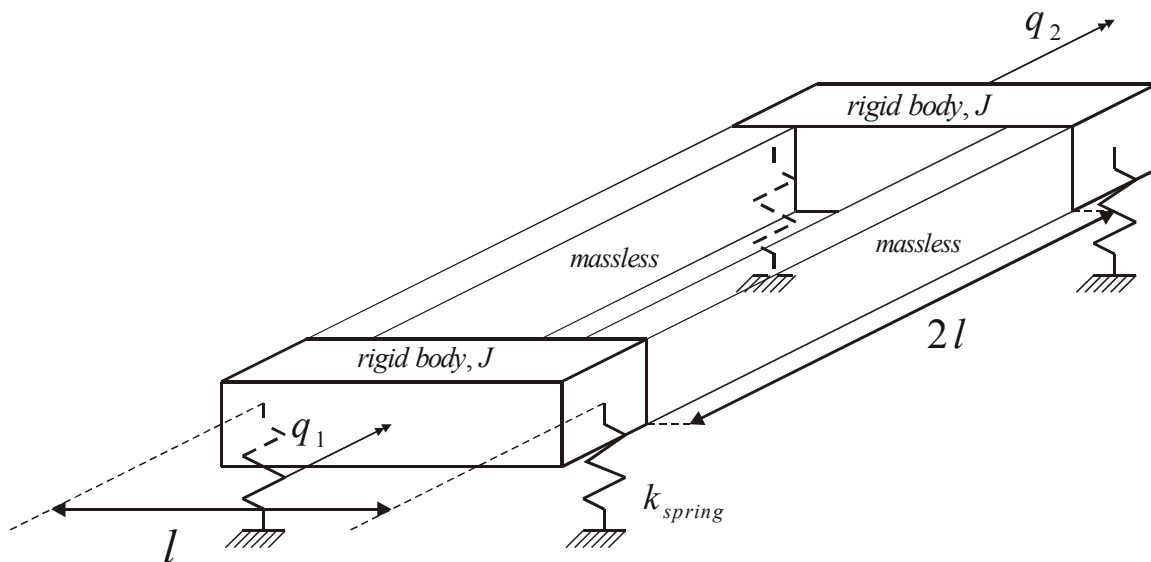 q₂
rigid body, J
massless
massless
2l
rigid body, J
q₁
k_spring
l